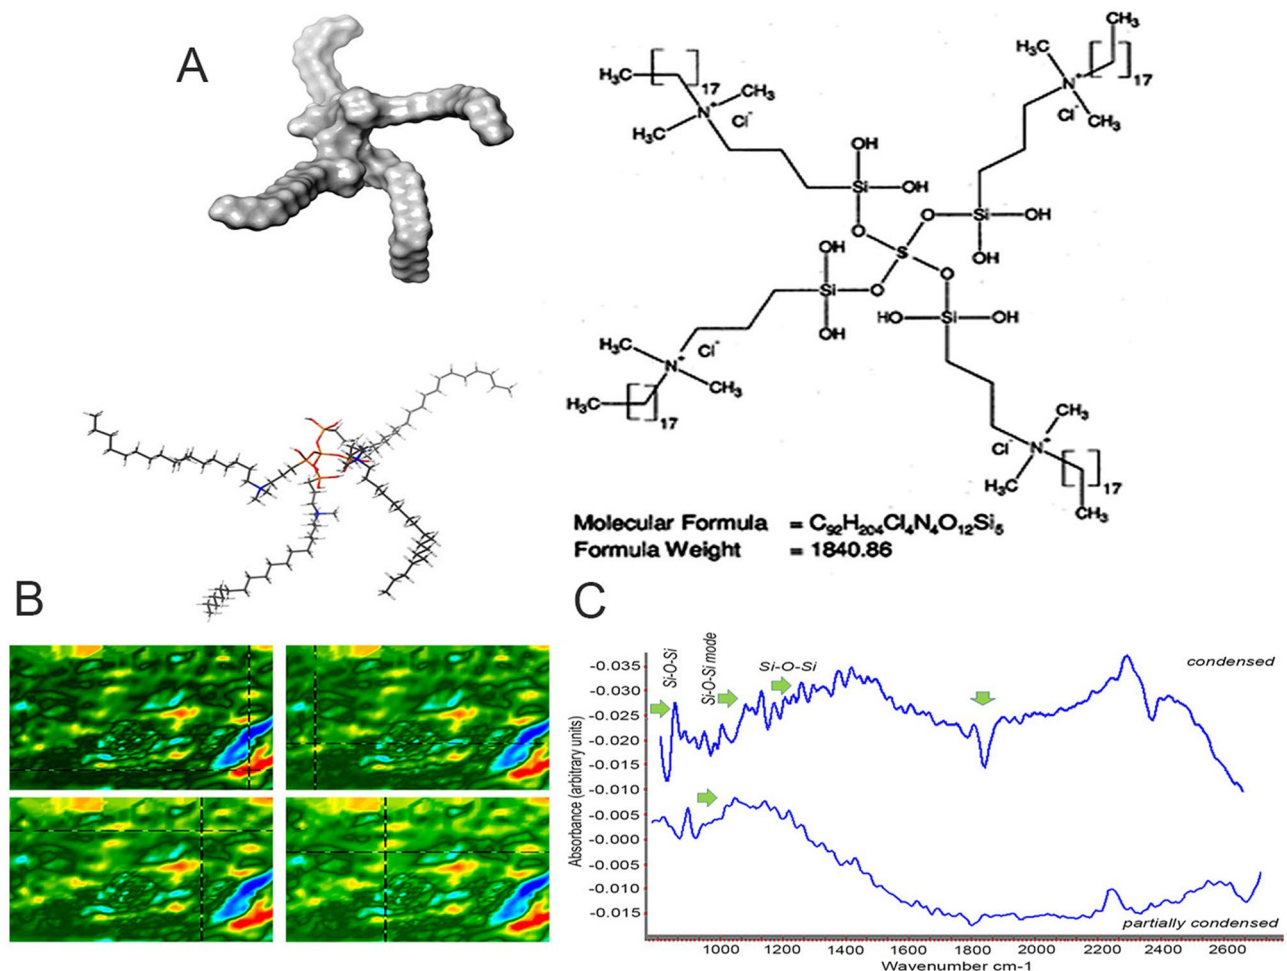 A
CH₃
H₃C
N⁺
17
CH₃
Cl⁻
H₃C
17
N⁺
CH₃
Cl⁻
H₃C
OH
Si
OH
O
Si
OH
OH
O
S
OH
Si
O
OH
O
HO
Si
OH
H₃C
Cl⁻
N⁺
CH₃
H₃C
17
CH₃
Cl⁻
N⁺
H₃C
17
CH₃
Molecular Formula = C₉₂H₂₀₄Cl₄N₄O₁₂Si₅
Formula Weight = 1840.86
B
C
Si-O-Si
Si-O-Si mode
Si-O-Si
condensed
Absorbance (arbitrary units)
-0.035
-0.030
-0.025
-0.020
-0.015
-0.010
-0.005
-0.000
-0.005
-0.010
-0.015
partially condensed
1000 1200 1400 1600 1800 2000 2200 2400 2600
Wavenumber cm-1